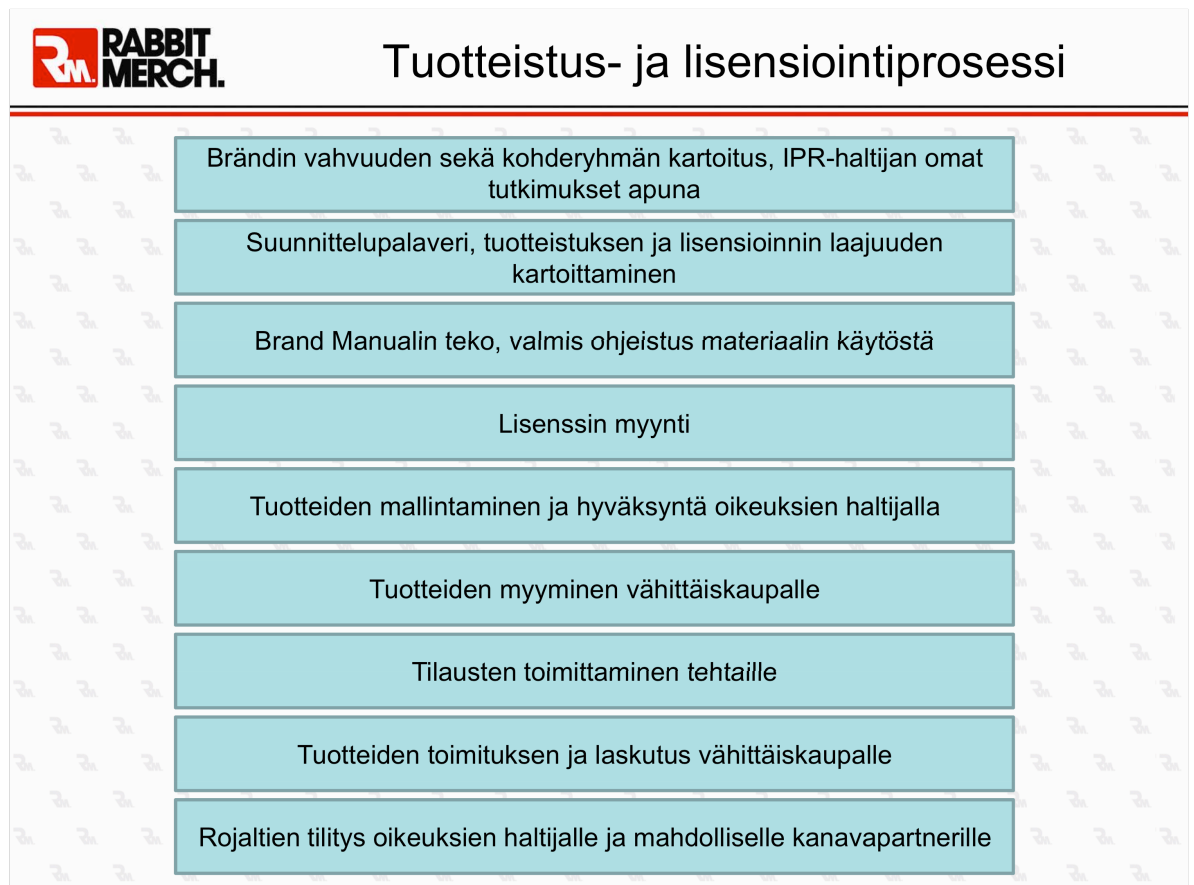 RM.
RABBIT
MERCH.
Tuotteistus- ja lisensiointiprosessi
Brändin vahvuuden sekä kohderyhmän kartoitus, IPR-haltijan omat
tutkimukset apuna
Suunnittelupalaveri, tuotteistuksen ja lisensioinnin laajuuden
kartoittaminen
Brand Manualin teko, valmis ohjeistus materiaalin käytöstä
Lisenssin myynti
Tuotteiden mallintaminen ja hyväksyntä oikeuksien haltijalla
Tuotteiden myyminen vähittäiskaupalle
Tilausten toimittaminen tehtaille
Tuotteiden toimituksen ja laskutus vähittäiskaupalle
Rojaltien tilitys oikeuksien haltijalle ja mahdolliselle kanavapartnerille